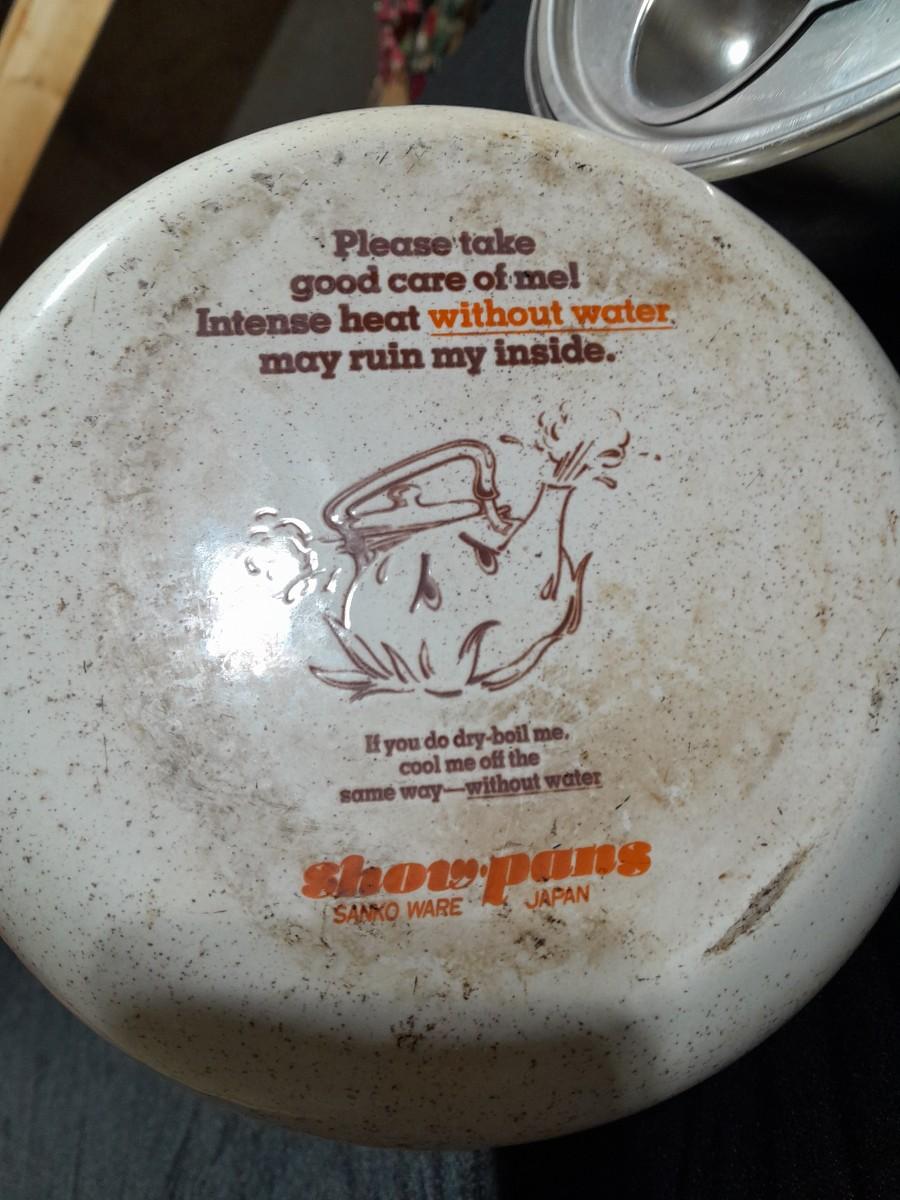 Please take
good care of me!
Intense heat without water
may ruin my inside.
If you do dry-boil me,
cool me off the
same way—without water
show·pans
SANKO WARE JAPAN